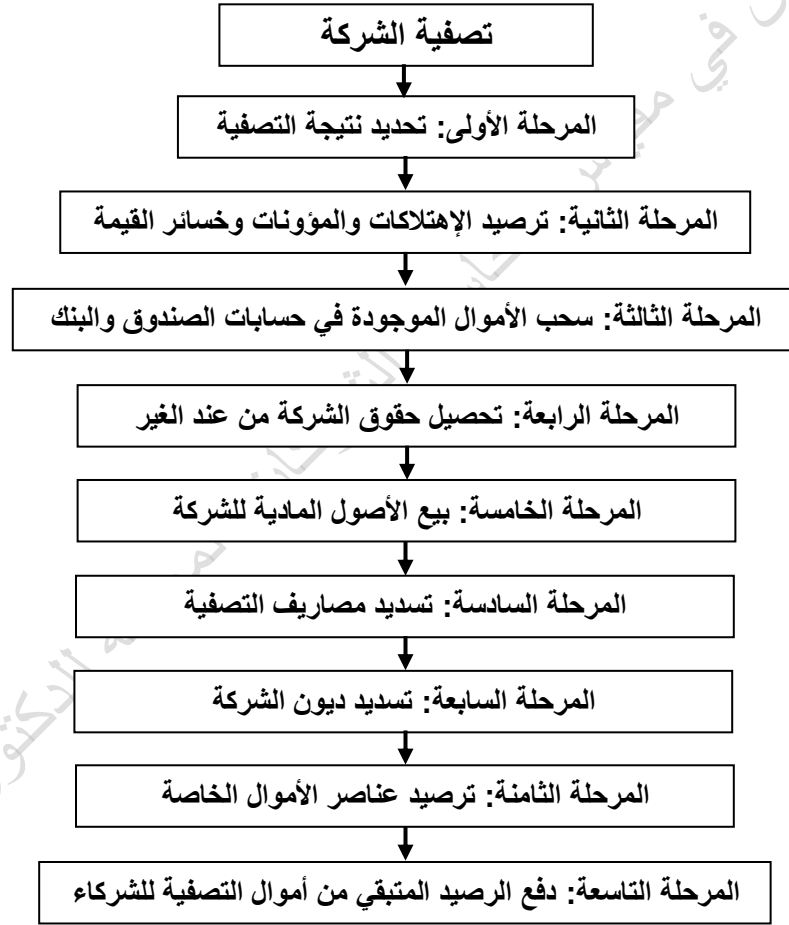 تصفية الشركة
المرحلة الأولى: تحديد نتيجة التصفية
المرحلة الثانية: ترصيد الإهتلاكات والمؤونات وخسائر القيمة
المرحلة الثالثة: سحب الأموال الموجودة في حسابات الصندوق والبنك
المرحلة الرابعة: تحصيل حقوق الشركة من عند الغير
المرحلة الخامسة: بيع الأصول المادية للشركة
المرحلة السادسة: تسديد مصاريف التصفية
المرحلة السابعة: تسديد ديون الشركة
المرحلة الثامنة: ترصيد عناصر الأموال الخاصة
المرحلة التاسعة: دفع الرصيد المتبقي من أموال التصفية للشركاء